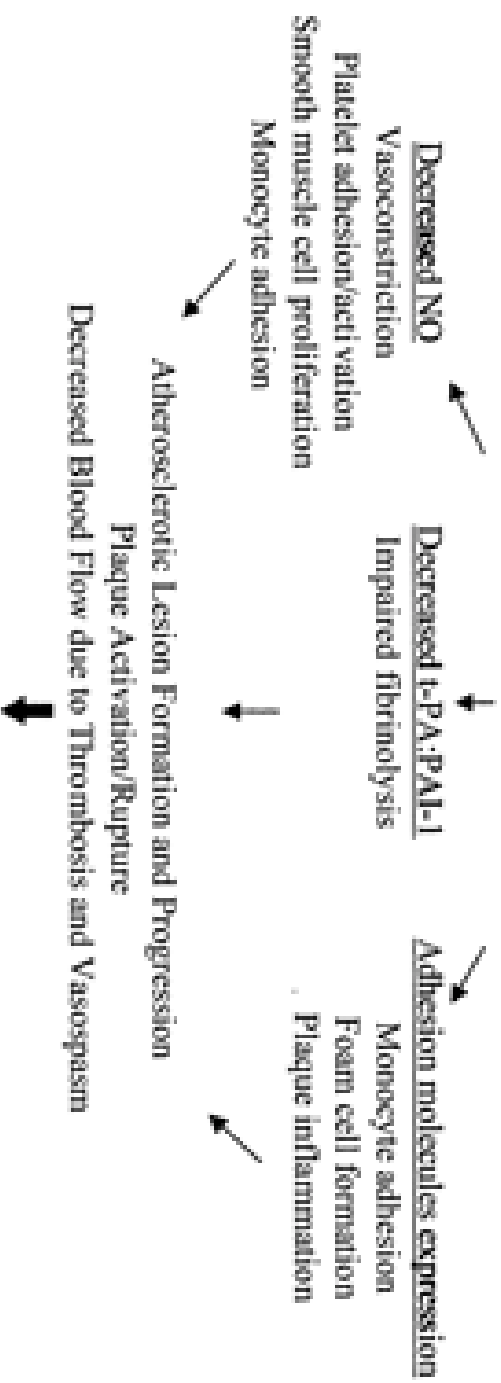 Decreased NO
Vasoconstriction
Platelet adhesion/activation
Smooth muscle cell proliferation
Monocyte adhesion
Decreased t-PA:PAI-1
Impaired fibrinolysis
Adhesion molecules expression
Monocyte adhesion
Foam cell formation
Plaque inflammation
Atherosclerotic Lesion Formation and Progression
Plaque Activation/Rupture
Decreased Blood Flow due to Thrombosis and Vasospasm